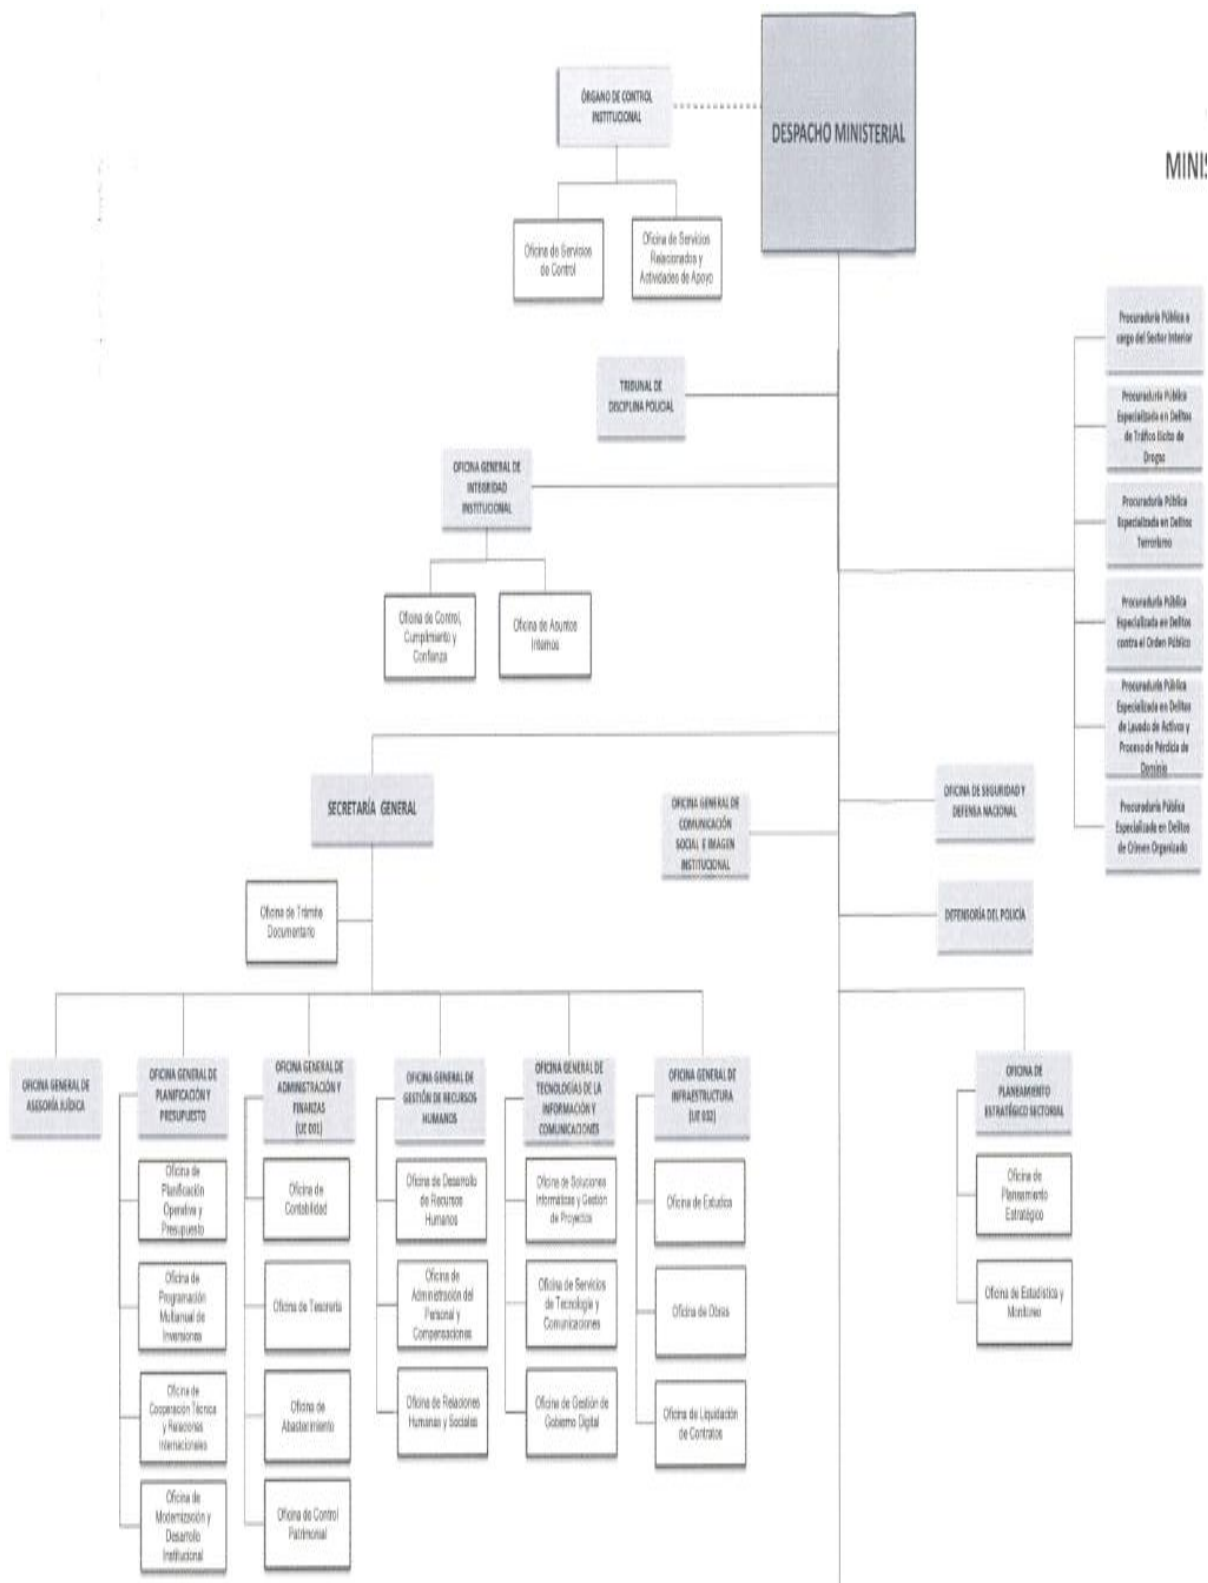 DESPACHO MINISTERIAL
ÓRGANO DE CONTROL
INSTITUCIONAL
MINIS
Oficina de Servicios
de Control
Oficina de Servicios
Relacionados y
Actividades de Apoyo
TRIBUNAL DE
DISCIPLINA POLICIAL
OFICINA GENERAL DE
INTEGRIDAD
INSTITUCIONAL
Oficina de Control,
Cumplimiento y
Confianza
Oficina de Asuntos
Internos
Procuraduría Pública a
cargo del Sector Interior
Procuraduría Pública
Especializada en Delitos
de Tráfico Ilícito de
Drogas
Procuraduría Pública
Especializada en Delitos
Terrorismo
Procuraduría Pública
Especializada en Delitos
contra el Orden Público
Procuraduría Pública
Especializada en Delitos
de Lavado de Activos y
Proceso de Pérdida de
Dominio
Procuraduría Pública
Especializada en Delitos
de Crimen Organizado
SECRETARÍA GENERAL
OFICINA GENERAL DE
COMUNICACIÓN
SOCIAL E IMAGEN
INSTITUCIONAL
OFICINA DE SEGURIDAD Y
DEFENSA NACIONAL
DEFENSORÍA DEL POLICÍA
Oficina de Trámite
Documentario
OFICINA GENERAL DE
ASESORÍA JURÍDICA
OFICINA GENERAL DE
PLANIFICACIÓN Y
PRESUPUESTO
Oficina de
Planificación
Operativa y
Presupuesto
Oficina de
Programación
Multianual de
Inversiones
Oficina de
Cooperación Técnica
y Relaciones
Internacionales
Oficina de
Modernización y
Desarrollo
Institucional
OFICINA GENERAL DE
ADMINISTRACIÓN Y
FINANZAS
(UE 001)
Oficina de
Contabilidad
Oficina de Tesorería
Oficina de
Abastecimiento
Oficina de Control
Patrimonial
OFICINA GENERAL DE
GESTIÓN DE RECURSOS
HUMANOS
Oficina de Desarrollo
de Recursos
Humanos
Oficina de
Administración del
Personal y
Compensaciones
Oficina de Relaciones
Humanas y Sociales
OFICINA GENERAL DE
TECNOLOGÍAS DE LA
INFORMACIÓN Y
COMUNICACIONES
Oficina de Soluciones
Informáticas y Gestión
de Proyectos
Oficina de Servicios
de Tecnología y
Comunicaciones
Oficina de Gestión de
Gobierno Digital
OFICINA GENERAL DE
INFRAESTRUCTURA
(UE 032)
Oficina de Estudios
Oficina de Obras
Oficina de Liquidación
de Contratos
OFICINA DE
PLANEAMIENTO
ESTRATÉGICO SECTORIAL
Oficina de
Planeamiento
Estratégico
Oficina de Estadística y
Monitoreo